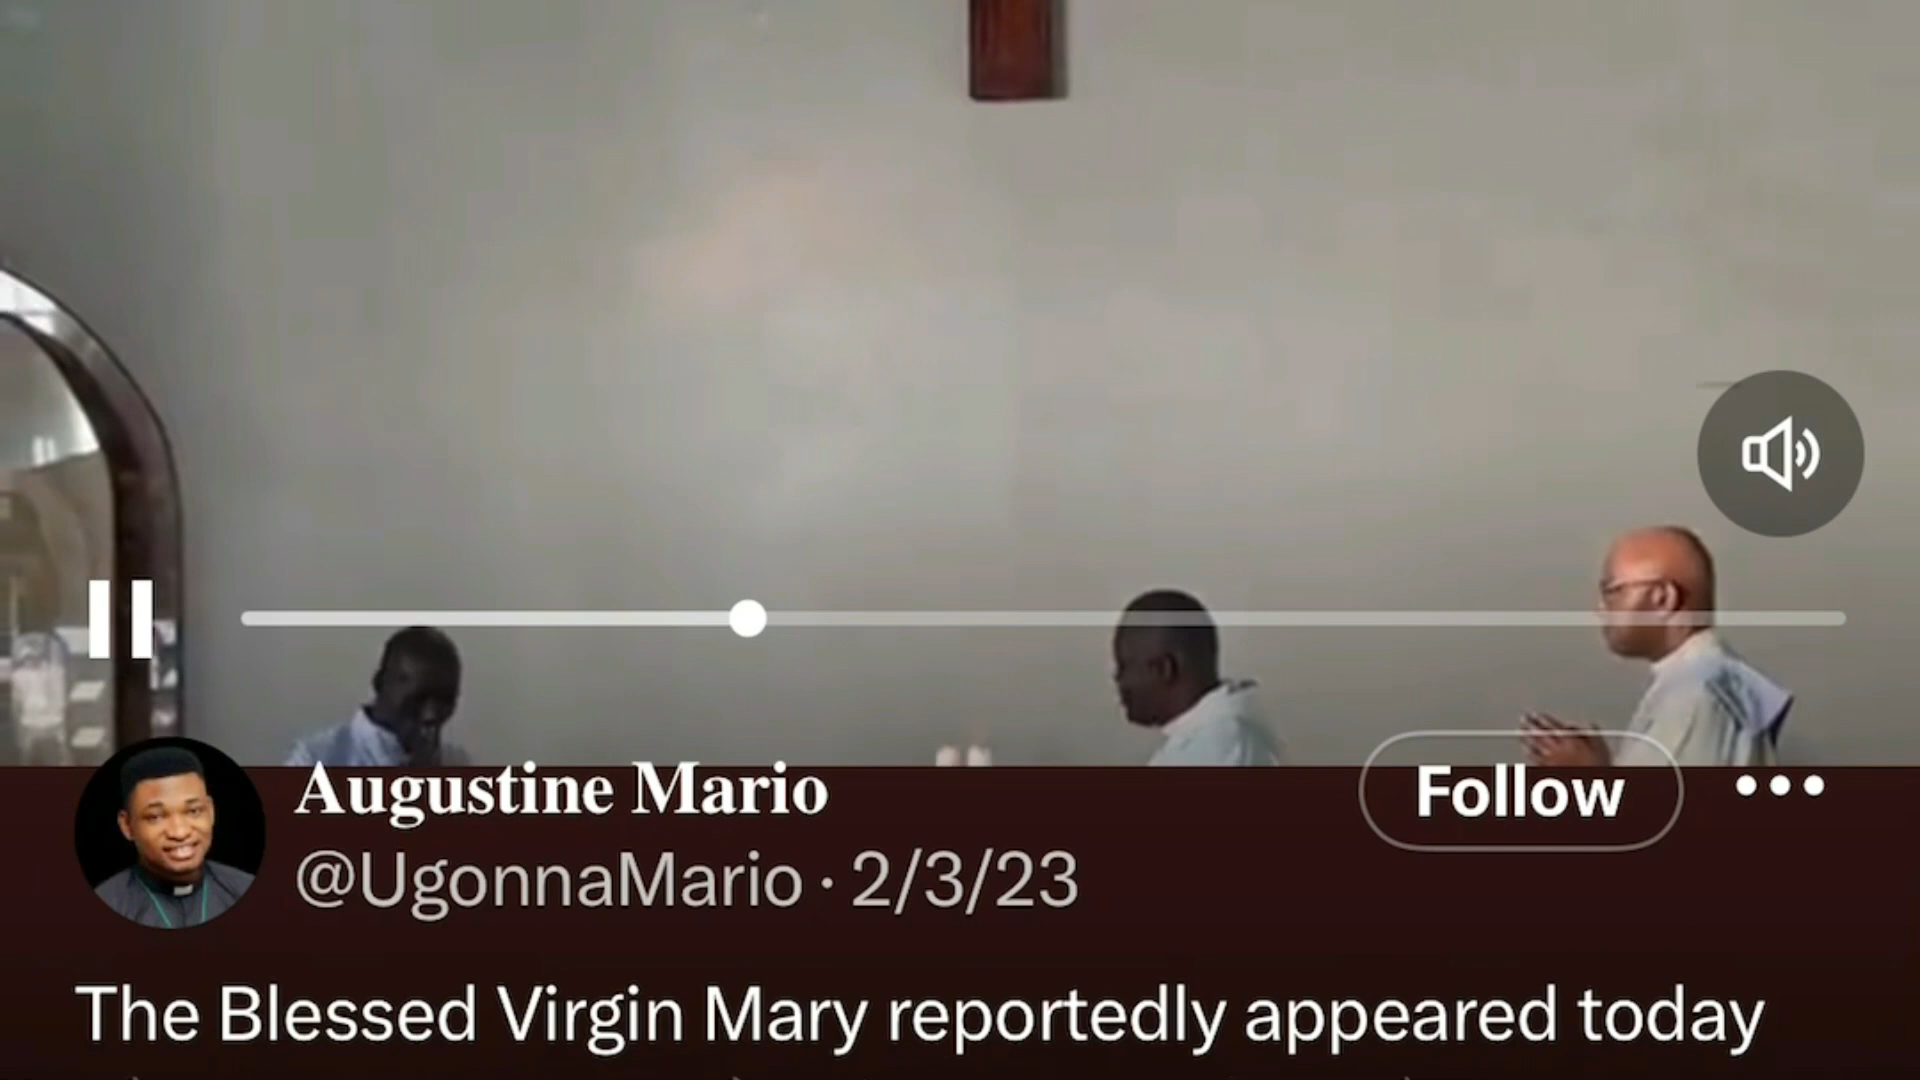 Augustine Mario
Follow
@UgonnaMario · 2/3/23
The Blessed Virgin Mary reportedly appeared today